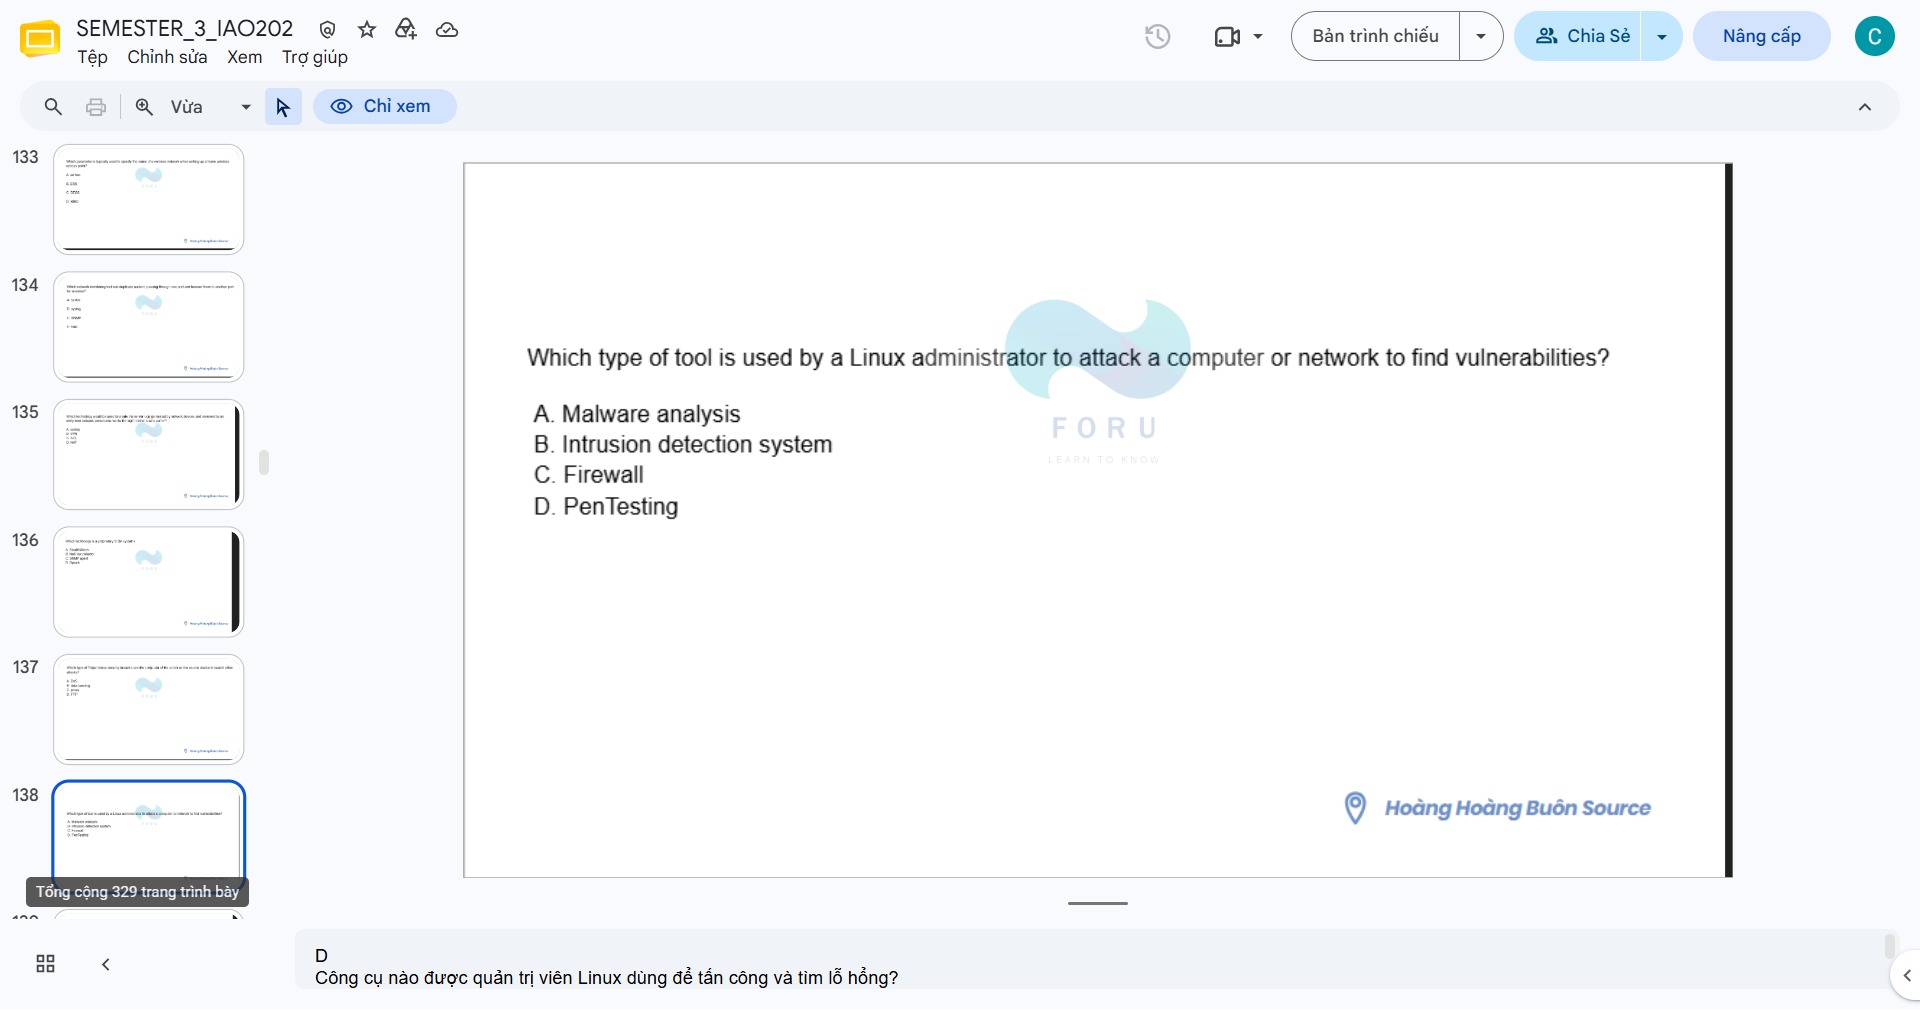 SEMESTER_3_IAO202
Tệp Chỉnh sửa Xem Trợ giúp
Bản trình chiếu
Chia Sẻ
Nâng cấp
C
Vừa
Chỉ xem
133
134
135
136
137
138
Tổng cộng 329 trang trình bày
Which type of tool is used by a Linux administrator to attack a computer or network to find vulnerabilities?
A. Malware analysis
B. Intrusion detection system
C. Firewall
D. PenTesting
FORU
LEARN TO KNOW
Hoàng Hoàng Buôn Source
D
Công cụ nào được quản trị viên Linux dùng để tấn công và tìm lỗ hổng?